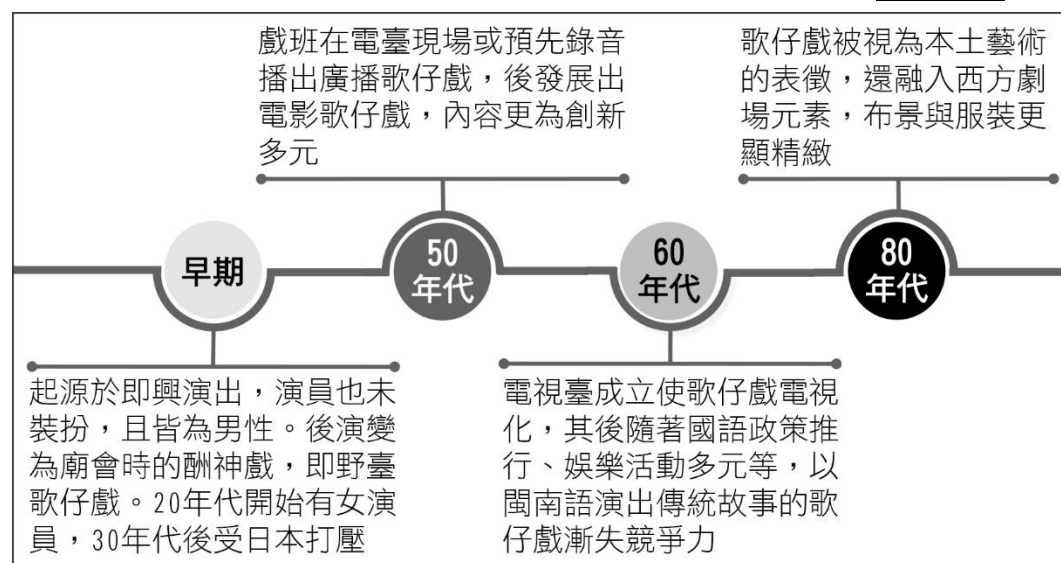 早期
起源於即興演出，演員也未
裝扮，且皆為男性。後演變
為廟會時的酬神戲，即野臺
歌仔戲。20年代開始有女演
員，30年代後受日本打壓
50
年代
戲班在電臺現場或預先錄音
播出廣播歌仔戲，後發展出
電影歌仔戲，內容更為創新
多元
60
年代
電視臺成立使歌仔戲電視
化，其後隨著國語政策推
行、娛樂活動多元等，以
閩南語演出傳統故事的歌
仔戲漸失競爭力
80
年代
歌仔戲被視為本土藝術
的表徵，還融入西方劇
場元素，布景與服裝更
顯精緻